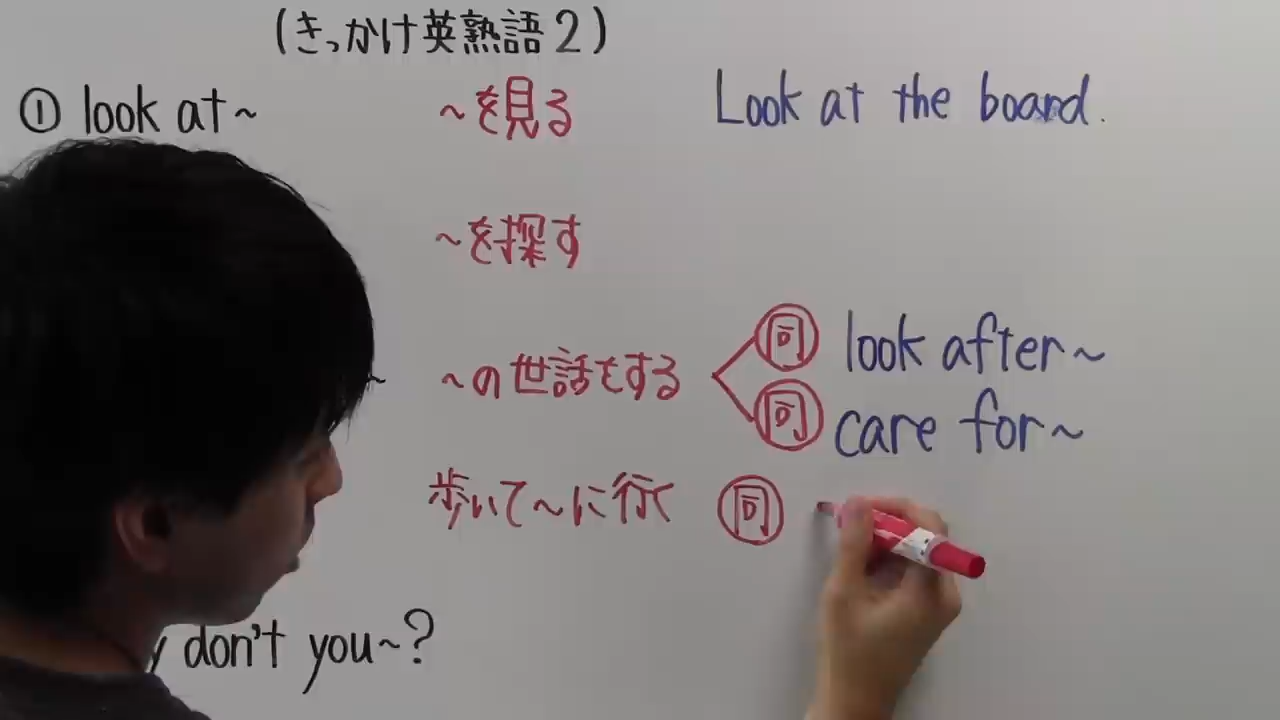 (きっかけ英熟語2)
① look at~ ~を見る Look at the board.
~を探す
~ ~の世話をする 同 look after~
同 care for~
歩いて~に行く 同
y don't you~?